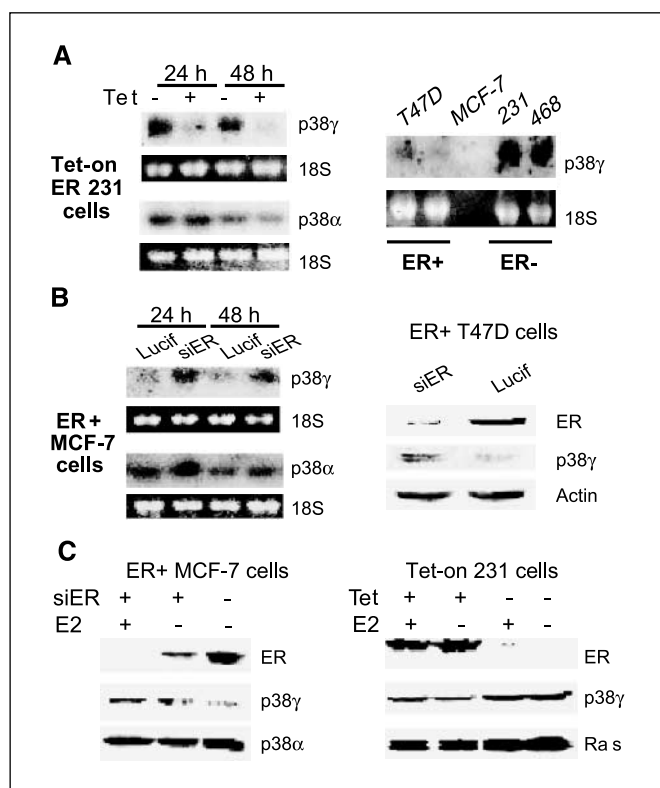 A
24 h 48 h
Tet - + - +
p38γ
18S
p38α
18S
Tet-on
ER 231
cells
T47D MCF-7 231 468
p38γ
18S
ER+ ER-
B
24 h 48 h
Lucif siER Lucif siER
p38γ
18S
p38α
18S
ER+
MCF-7
cells
ER+ T47D cells
siER Lucif
ER
p38γ
Actin
C
ER+ MCF-7 cells
siER + + -
E2 + - -
ER
p38γ
p38α
Tet-on 231 cells
Tet + + - -
E2 + - + -
ER
p38γ
Ras